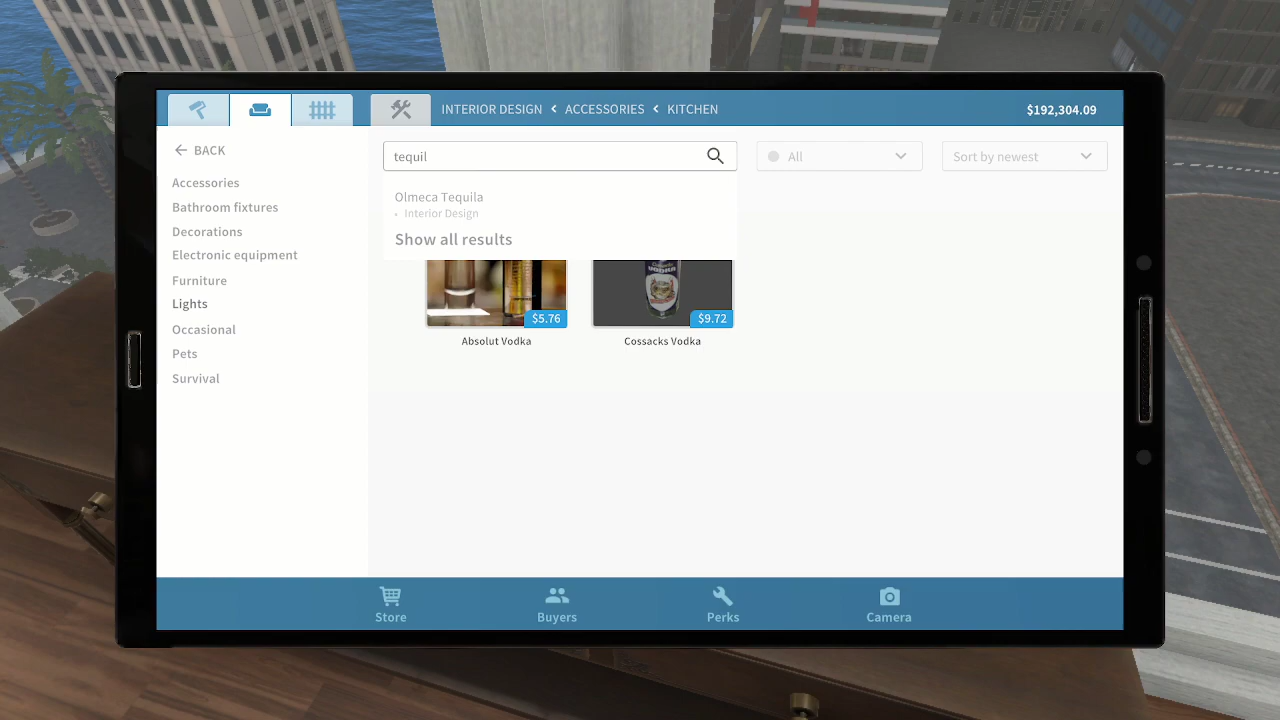 INTERIOR DESIGN < ACCESSORIES < KITCHEN
$192,304.09
BACK
Accessories
Bathroom fixtures
Decorations
Electronic equipment
Furniture
Lights
Occasional
Pets
Survival
tequil
All
Sort by newest
Olmeca Tequila
• Interior Design
Show all results
VODKA
$5.76
$9.72
Absolut Vodka
Cossacks Vodka
Store
Buyers
Perks
Camera